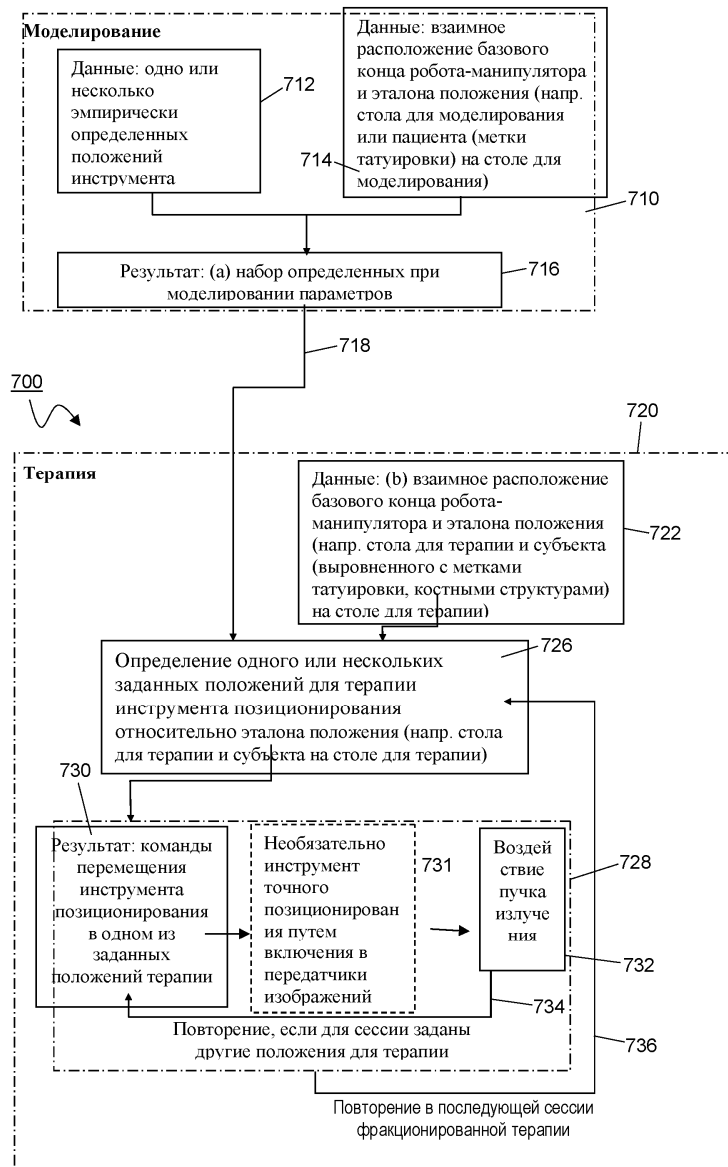 Моделирование
Данные: одно или
несколько
эмпирически
определенных
положений
инструмента
712
Данные: взаимное
расположение базового
конца робота-манипулятора
и эталона положения (напр.
стола для моделирования
или пациента (метки
татуировки) на столе для
моделирования)
714
710
Результат: (a) набор определенных при
моделировании параметров
716
718
700
720
Терапия
Данные: (b) взаимное расположение
базового конца робота-
манипулятора и эталона положения
(напр. стола для терапии и субъекта
(выровненного с метками
татуировки, костными структурами)
на столе для терапии)
722
726
Определение одного или нескольких
заданных положений для терапии
инструмента позиционирования
относительно эталона положения (напр. стола
для терапии и субъекта на столе для терапии)
730
Результат: команды
перемещения
инструмента
позиционирования
в одном из
заданных
положений терапии
Необязательно
инструмент
точного
позиционирован
ия путем
включения в
передатчики
изображений
731
Воздей
ствие
пучка
излуче
ния
728
732
734
Повторение, если для сессии заданы
другие положения для терапии
736
Повторение в последующей сессии
фракционированной терапии